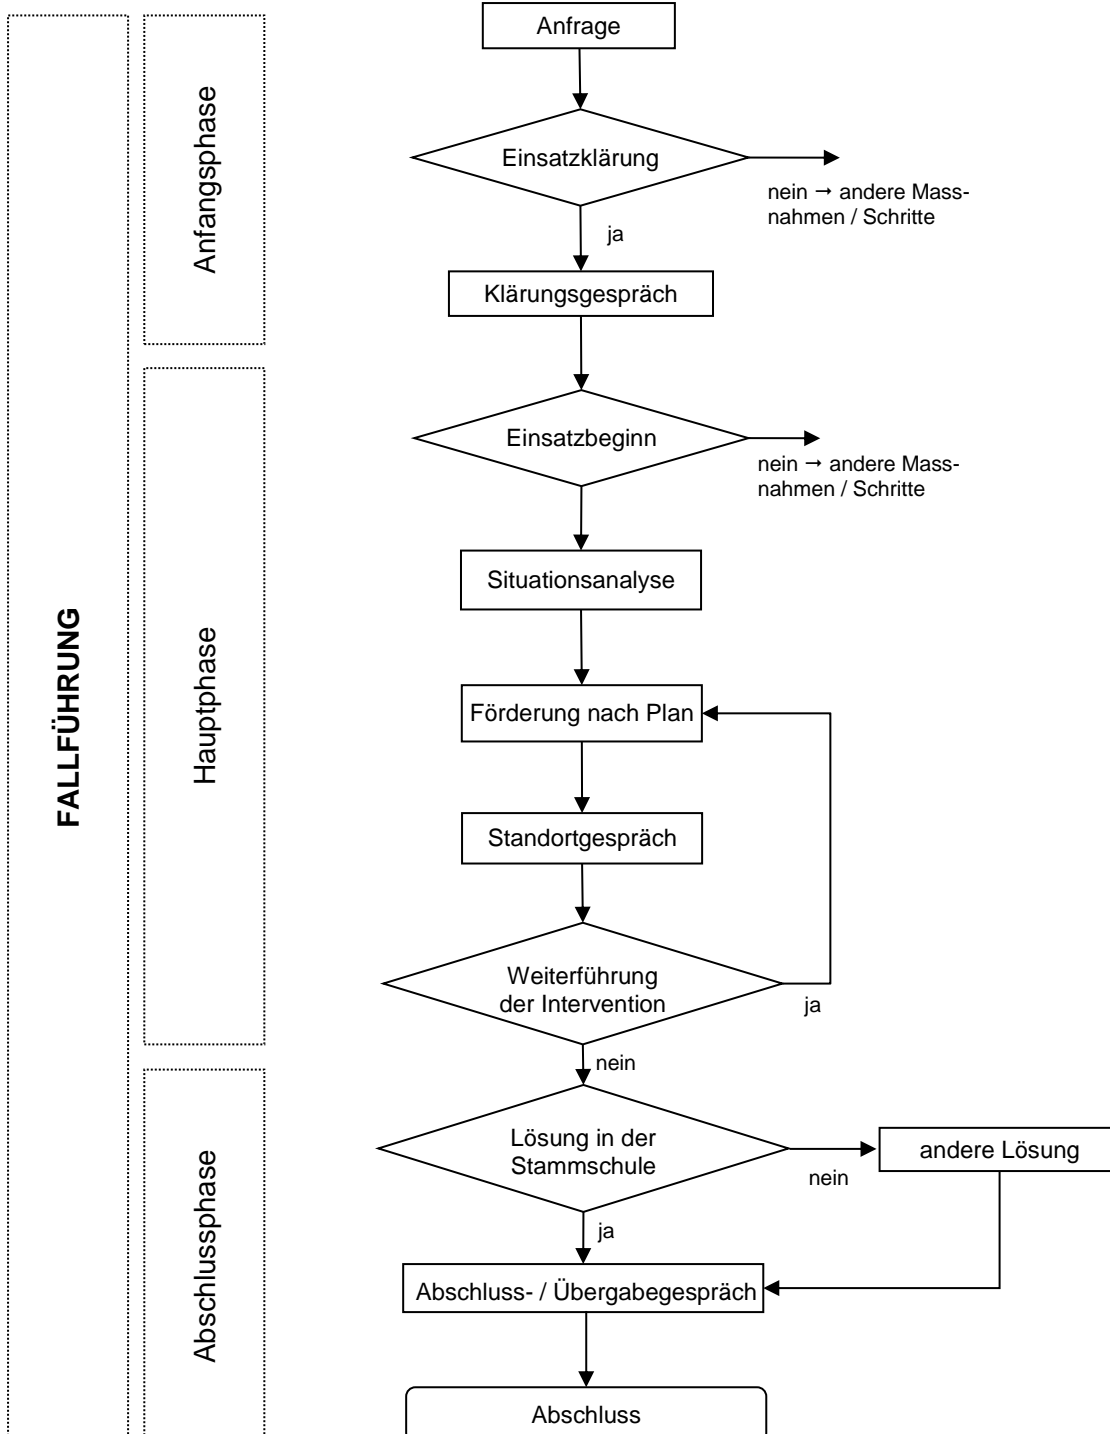 FALLFÜHRUNG
Anfangsphase
Hauptphase
Abschlussphase
Anfrage
Einsatzklärung
nein → andere Mass-
nahmen / Schritte
ja
Klärungsgespräch
Einsatzbeginn
nein → andere Mass-
nahmen / Schritte
Situationsanalyse
Förderung nach Plan
Standortgespräch
Weiterführung
der Intervention
ja
nein
Lösung in der
Stammschule
nein
andere Lösung
ja
Abschluss- / Übergabegespräch
Abschluss